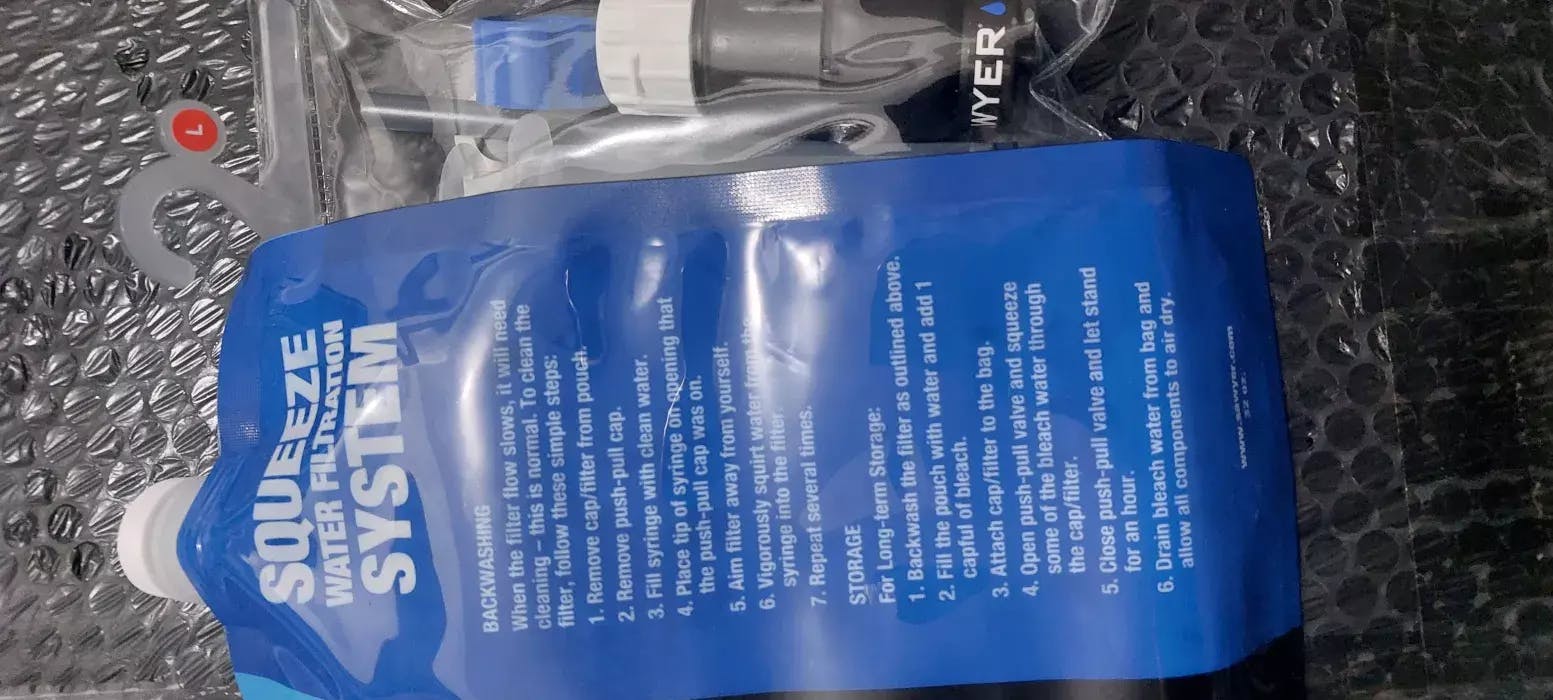 SQUEEZE
WATER FILTRATION
SYSTEM
BACKWASHING
When the filter flow slows, it will need
cleaning – this is normal. To clean the
filter, follow these simple steps:
1. Remove cap/filter from pouch.
2. Remove push-pull cap.
3. Fill syringe with clean water.
4. Place tip of syringe on opening that
the push-pull cap was on.
5. Aim filter away from yourself.
6. Vigorously squirt water from the
syringe into the filter.
7. Repeat several times.
STORAGE
For Long-term Storage:
1. Backwash the filter as outlined above.
2. Fill the pouch with water and add 1
capful of bleach.
3. Attach cap/filter to the bag.
4. Open push-pull valve and squeeze
some of the bleach water through
the cap/filter.
5. Close push-pull valve and let stand
for an hour.
6. Drain bleach water from bag and
allow all components to air dry.
www.sawyer.com
32 oz.
WYER
L